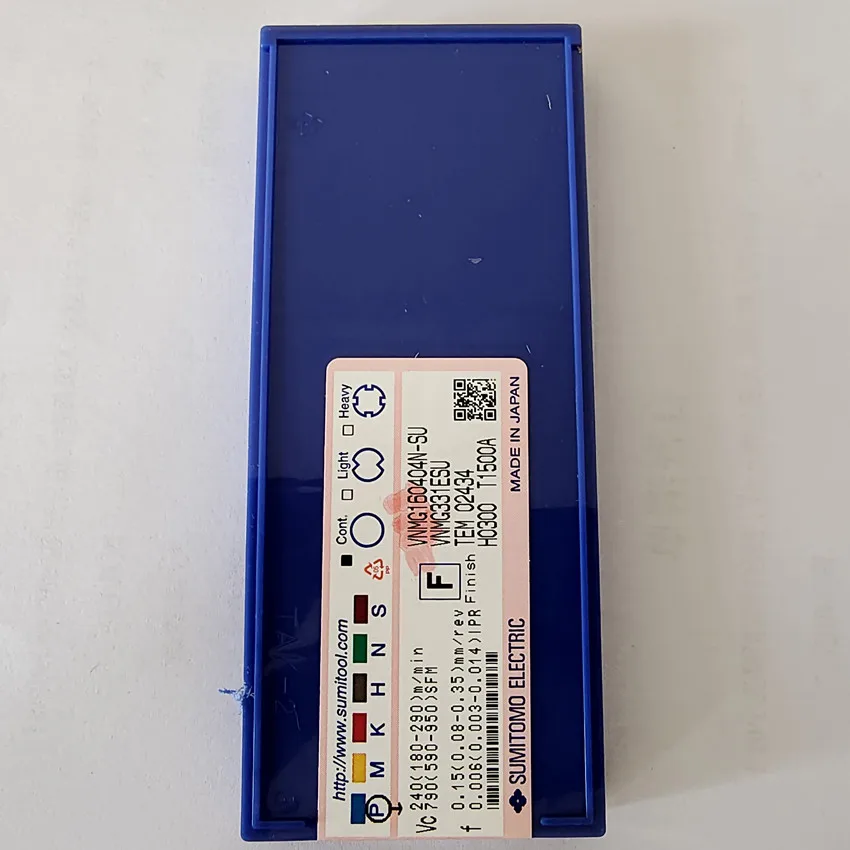 http://www.sumitool.com
P M K H N S
Cont. Light Heavy
PP
VNMG160404N-SU
VNMG331ESU
TEM 02434
H0300 T1500A
F
Finish
Vc 240(180-290)m/min
790(590-950)SFM
f 0.15(0.08-0.35)mm/rev
0.006(0.003-0.014)IPR
SUMITOMO ELECTRIC
MADE IN JAPAN